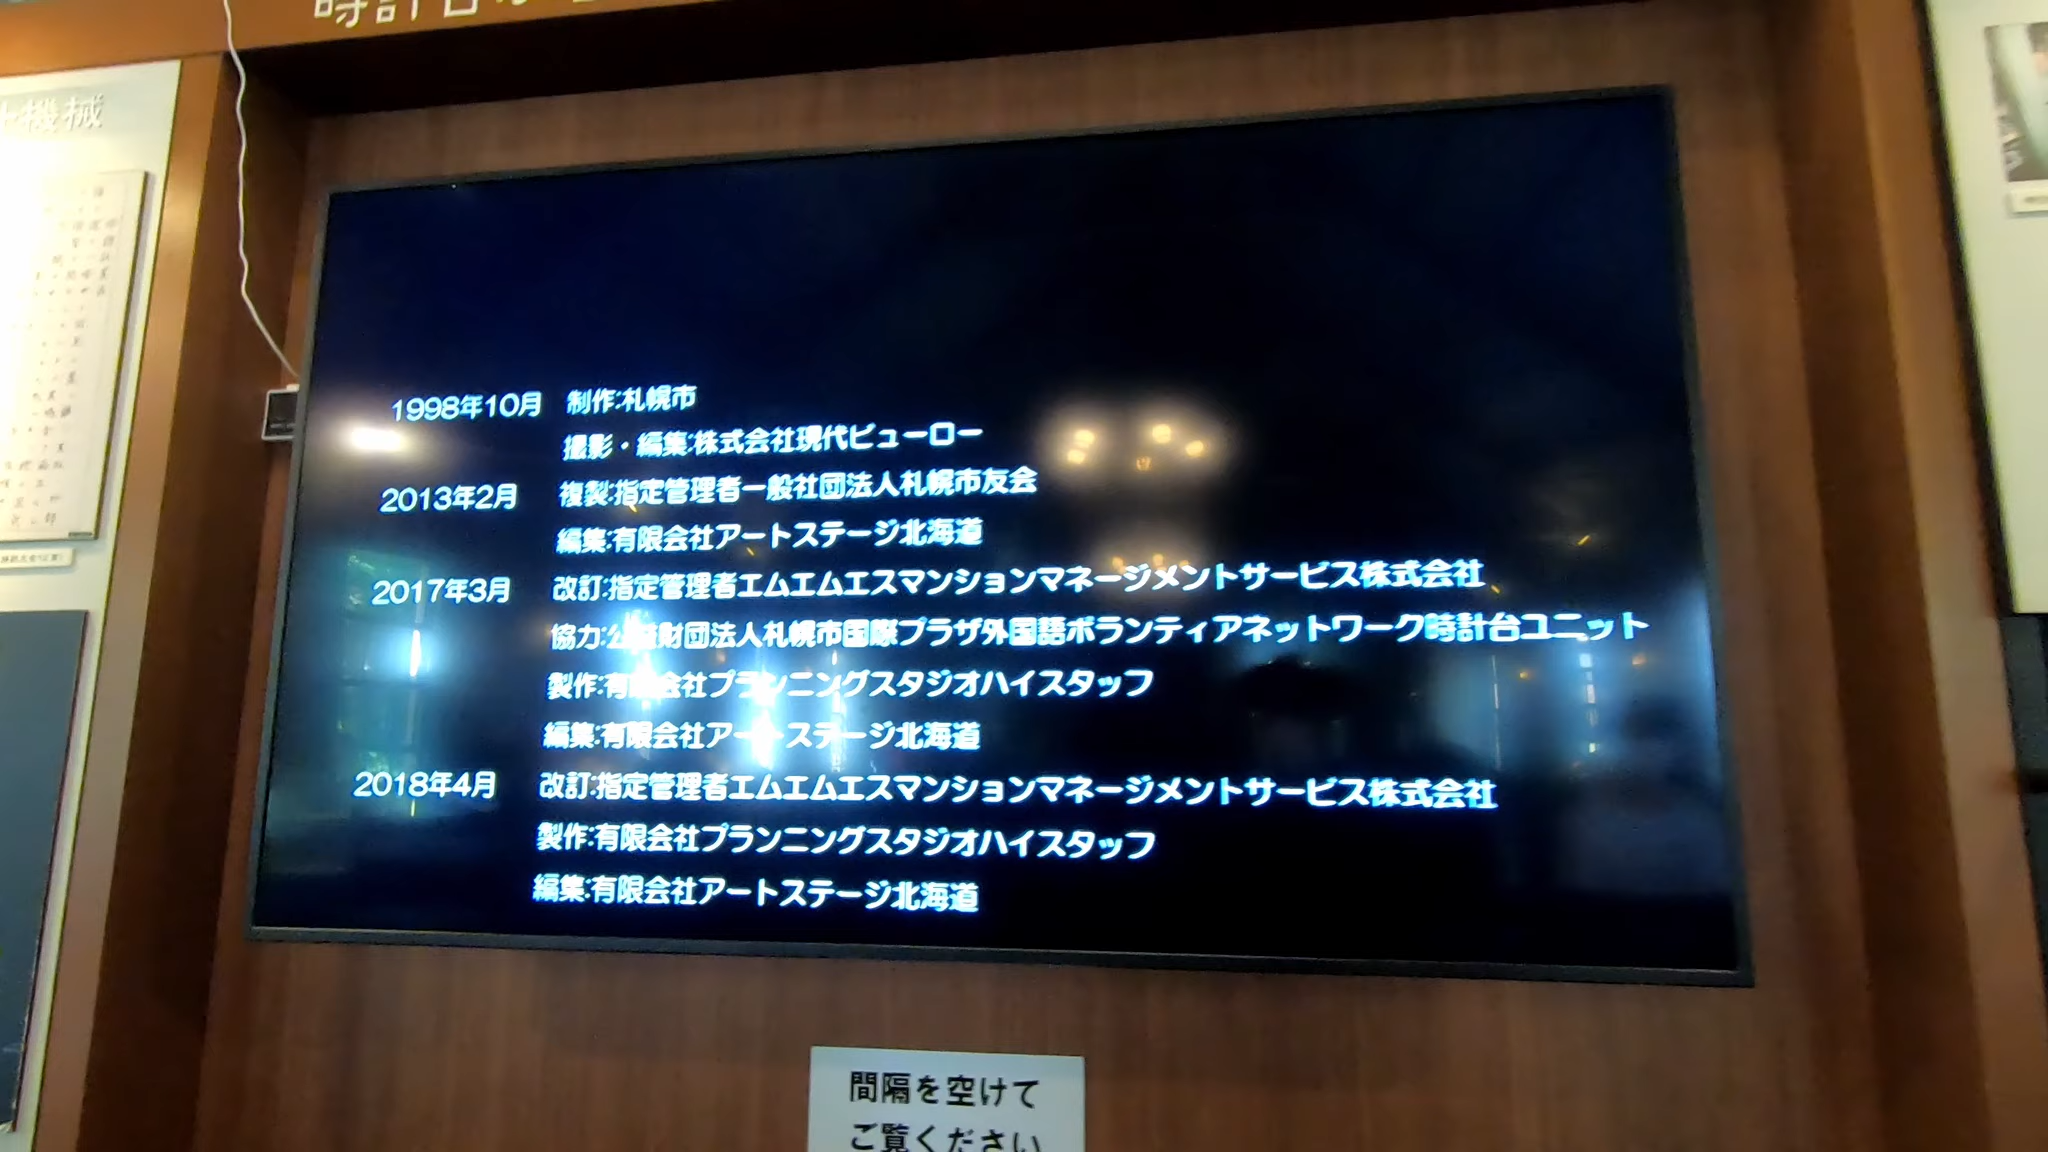 時計台
機械
1998年10月 制作:札幌市
撮影・編集:株式会社現代ビューロー
2013年2月 複製:指定管理者一般社団法人札幌市友会
編集:有限会社アートステージ北海道
2017年3月 改訂:指定管理者エムエムエスマンションマネージメントサービス株式会社
協力:公益財団法人札幌市国際プラザ外国語ボランティアネットワーク時計台ユニット
製作:有限会社プランニングスタジオハイスタッフ
編集:有限会社アートステージ北海道
2018年4月 改訂:指定管理者エムエムエスマンションマネージメントサービス株式会社
製作:有限会社プランニングスタジオハイスタッフ
編集:有限会社アートステージ北海道
間隔を空けて
ご覧ください